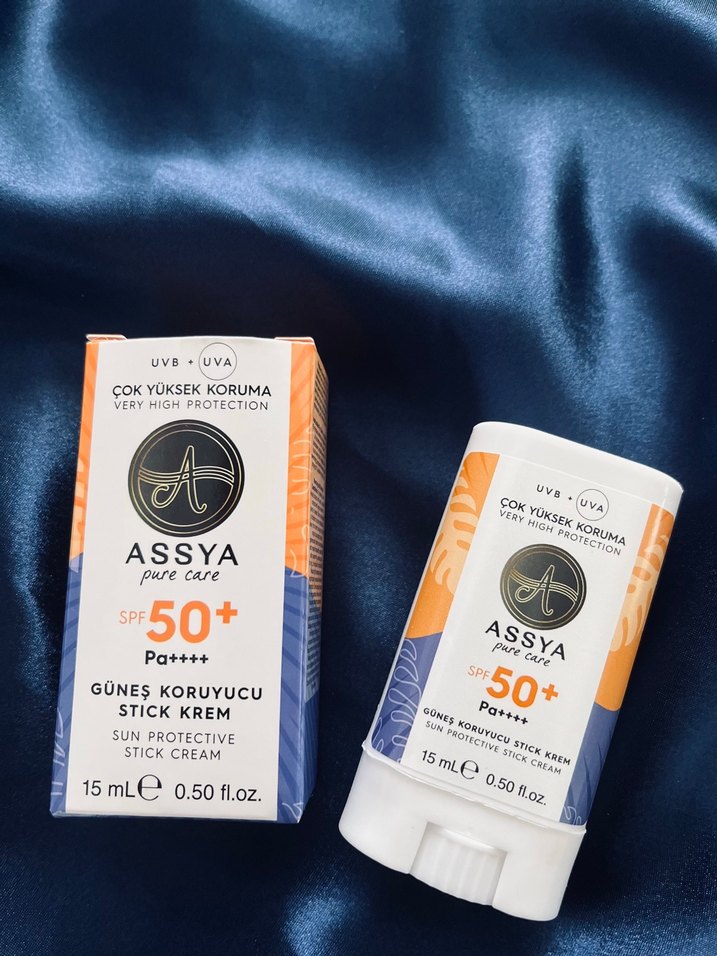 UVB + UVA
ÇOK YÜKSEK KORUMA
VERY HIGH PROTECTION
A
ASSYA
pure care
SPF 50+
Pa++++
GÜNEŞ KORUYUCU
STICK KREM
SUN PROTECTIVE
STICK CREAM
15 mL℮ 0.50 fl.oz.
UVB + UVA
ÇOK YÜKSEK KORUMA
VERY HIGH PROTECTION
A
ASSYA
pure care
SPF 50+
Pa++++
GÜNEŞ KORUYUCU STICK KREM
SUN PROTECTIVE STICK CREAM
15 mL℮ 0.50 fl.oz.